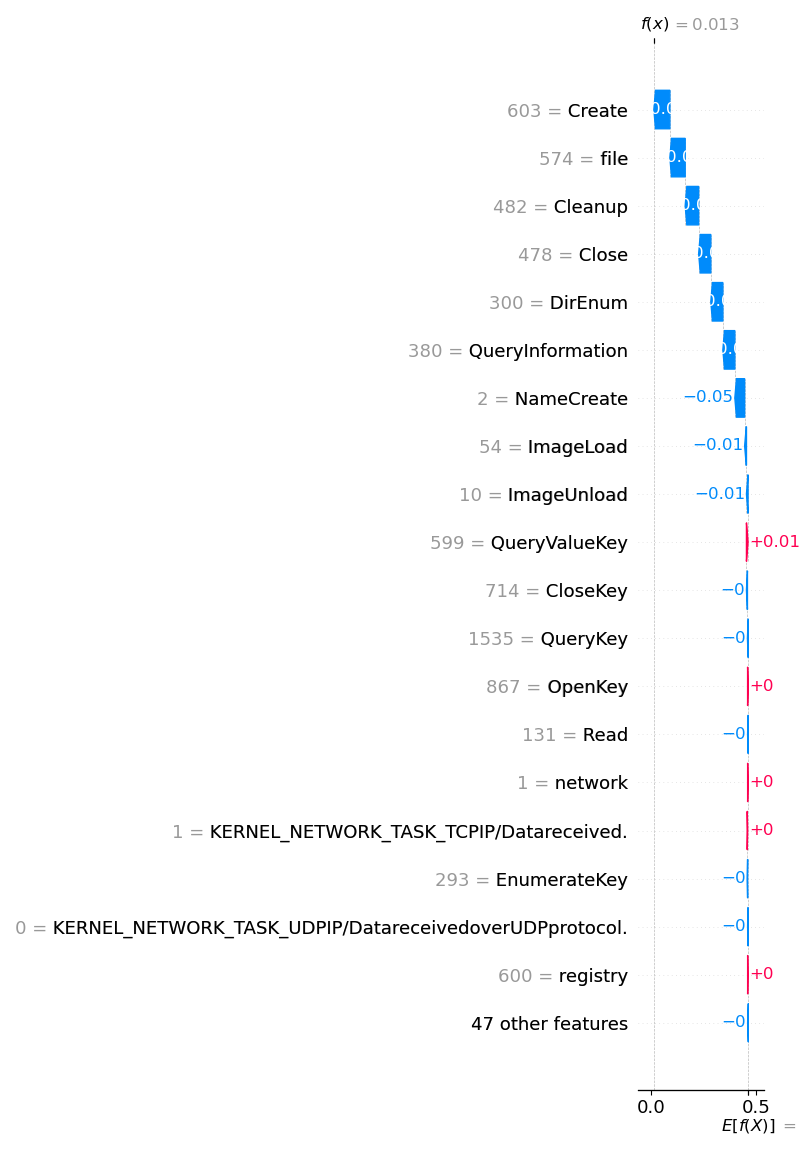 f(x) = 0.013
603 = Create
574 = file
482 = Cleanup
478 = Close
300 = DirEnum
380 = QueryInformation
2 = NameCreate −0.05
54 = ImageLoad −0.01
10 = ImageUnload −0.01
599 = QueryValueKey +0.01
714 = CloseKey −0
1535 = QueryKey −0
867 = OpenKey +0
131 = Read −0
1 = network +0
1 = KERNEL_NETWORK_TASK_TCPIP/Datareceived. +0
293 = EnumerateKey −0
0 = KERNEL_NETWORK_TASK_UDPIP/DatareceivedoverUDPprotocol. −0
600 = registry +0
47 other features −0
0.0 0.5
E[f(X)] =